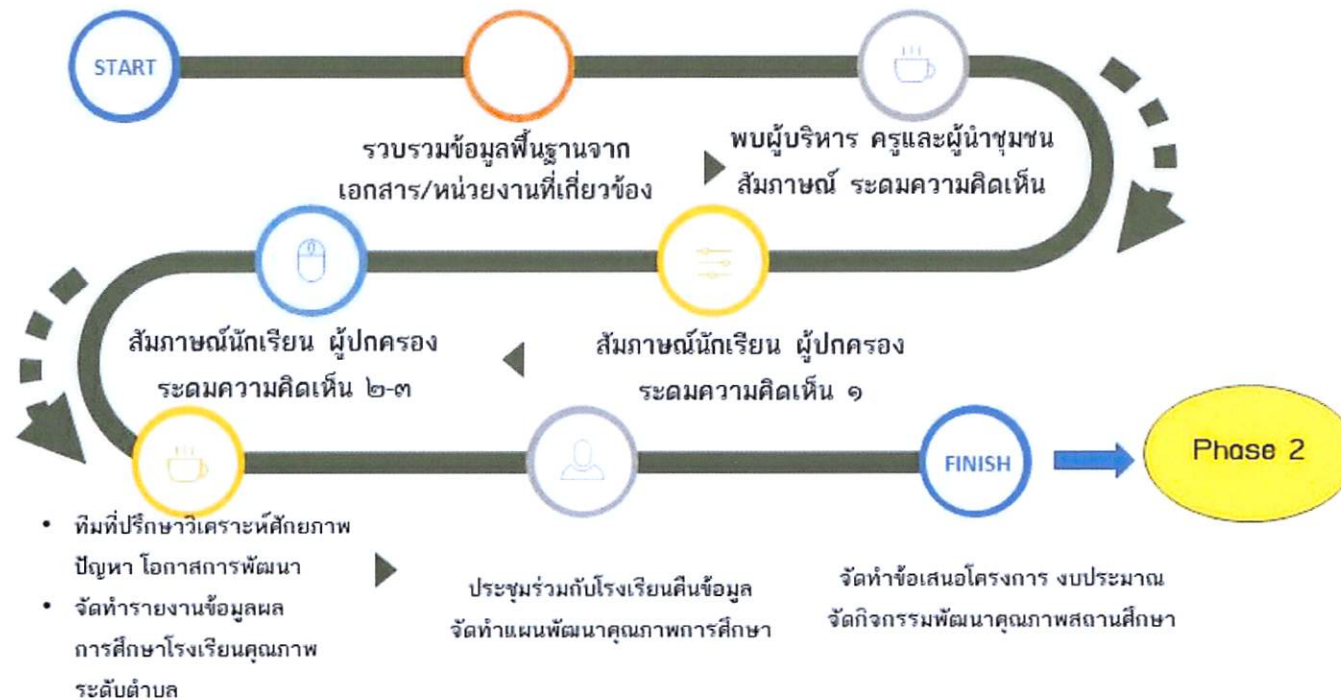 START
รวบรวมข้อมูลพื้นฐานจาก
เอกสาร/หน่วยงานที่เกี่ยวข้อง
พบผู้บริหาร ครูและผู้นำชุมชน
สัมภาษณ์ ระดมความคิดเห็น
สัมภาษณ์นักเรียน ผู้ปกครอง
ระดมความคิดเห็น ๑
สัมภาษณ์นักเรียน ผู้ปกครอง
ระดมความคิดเห็น ๒-๓
• ทีมที่ปรึกษาวิเคราะห์ศักยภาพ
ปัญหา โอกาสการพัฒนา
• จัดทำรายงานข้อมูลผล
การศึกษาโรงเรียนคุณภาพ
ระดับตำบล
ประชุมร่วมกับโรงเรียนคืนข้อมูล
จัดทำแผนพัฒนาคุณภาพการศึกษา
FINISH
จัดทำข้อเสนอโครงการ งบประมาณ
จัดกิจกรรมพัฒนาคุณภาพสถานศึกษา
Phase 2